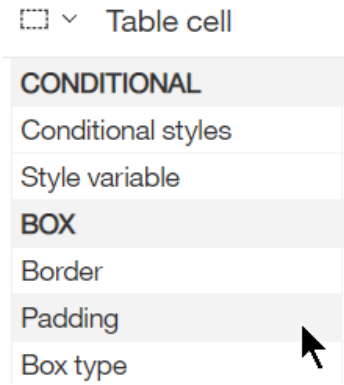 Table cell
CONDITIONAL
Conditional styles
Style variable
BOX
Border
Padding
Box type